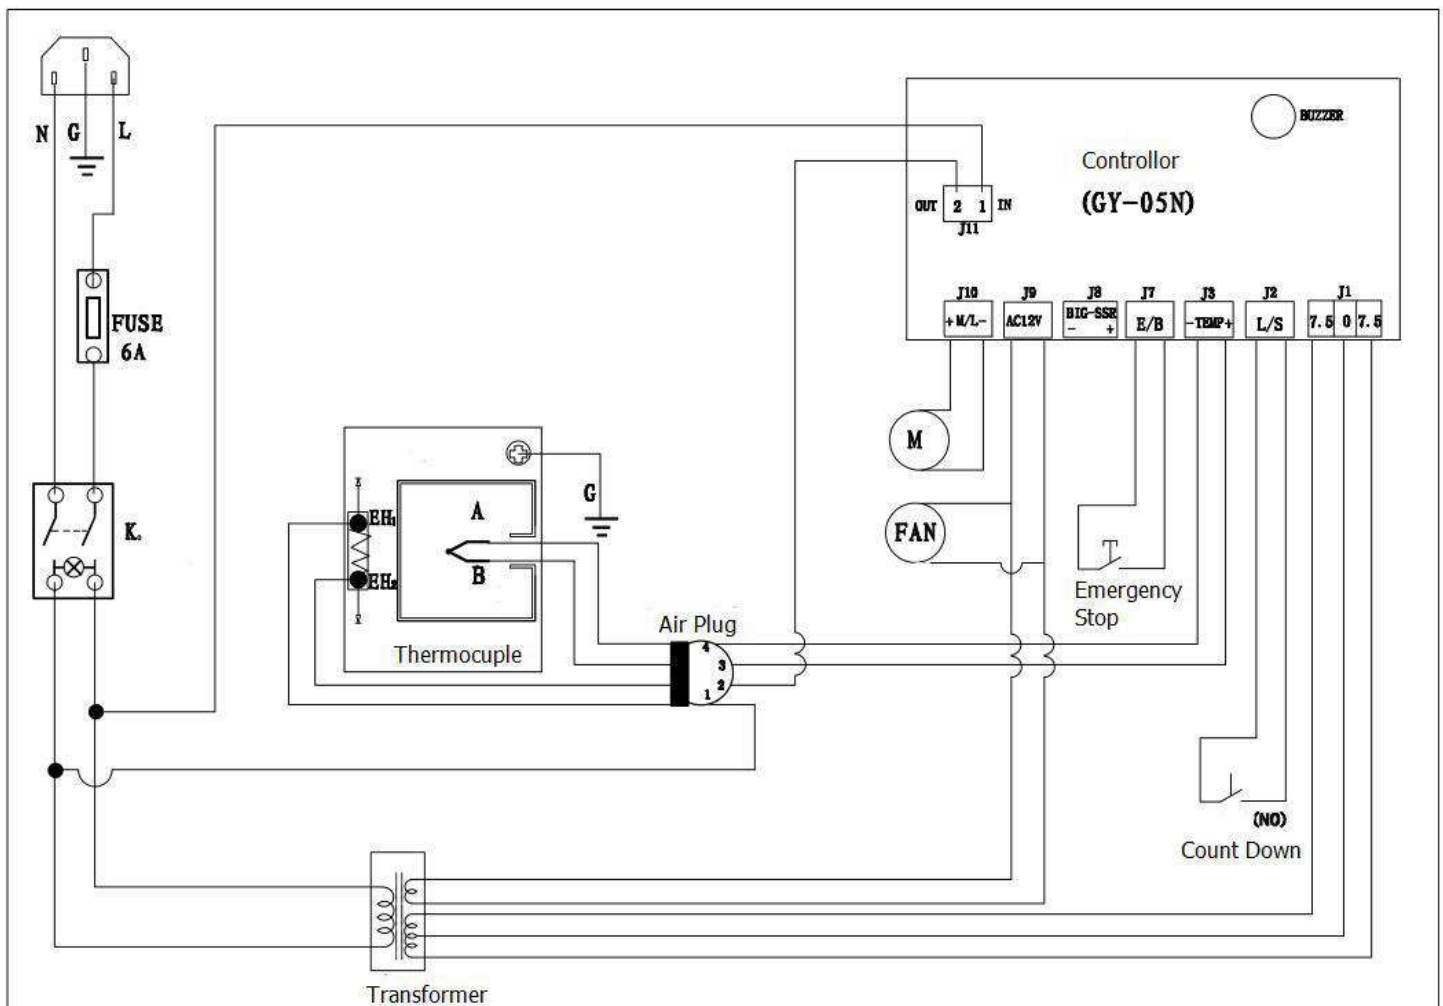 N G L
BUZZER
Controllor
(GY-05N)
OUT 2 1 IN
J11
J10 J9 J8 J7 J3 J2 J1
+M/L- AC12V BIG-SSR - + E/B -TEMP+ L/S 7.5 0 7.5
FUSE
6A
M
K.
EH1
A
G
FAN
B
EH2
Emergency
Stop
Air Plug
Thermocuple
4
3
2
1
(NO)
Count Down
Transformer